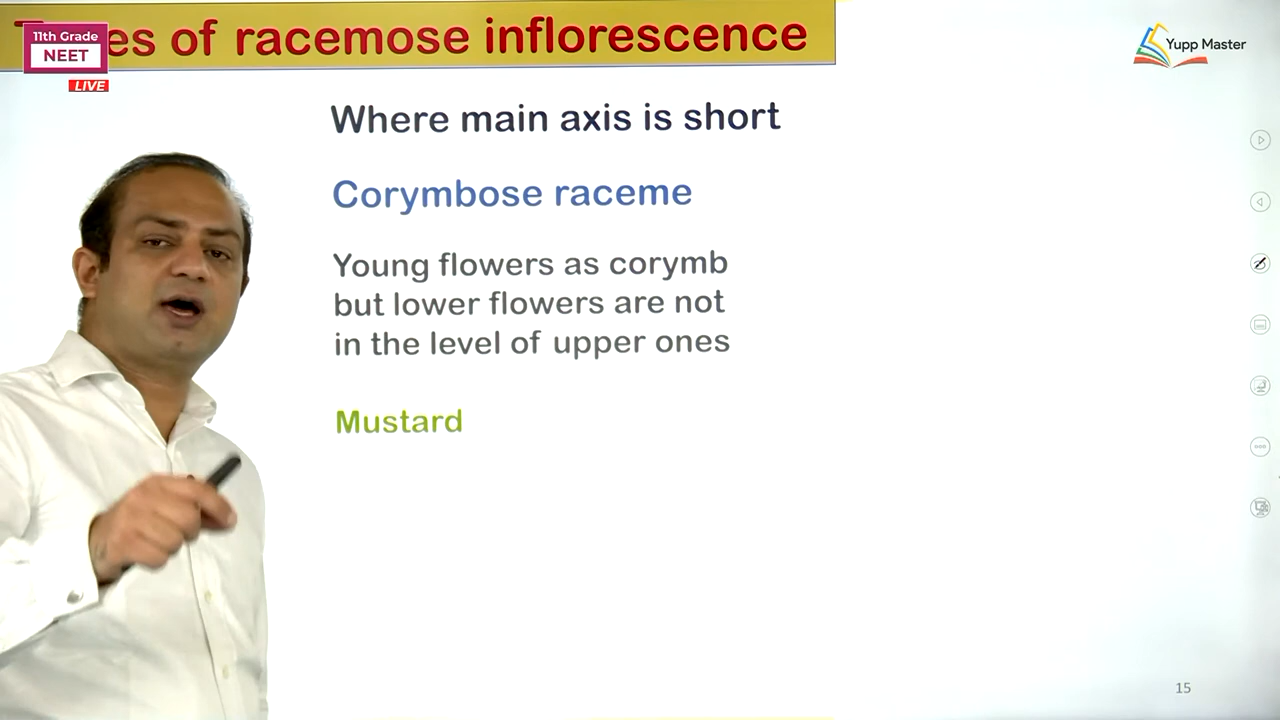 es of racemose inflorescence
11th Grade
NEET
LIVE
Yupp Master
Where main axis is short
Corymbose raceme
Young flowers as corymb
but lower flowers are not
in the level of upper ones
Mustard
15